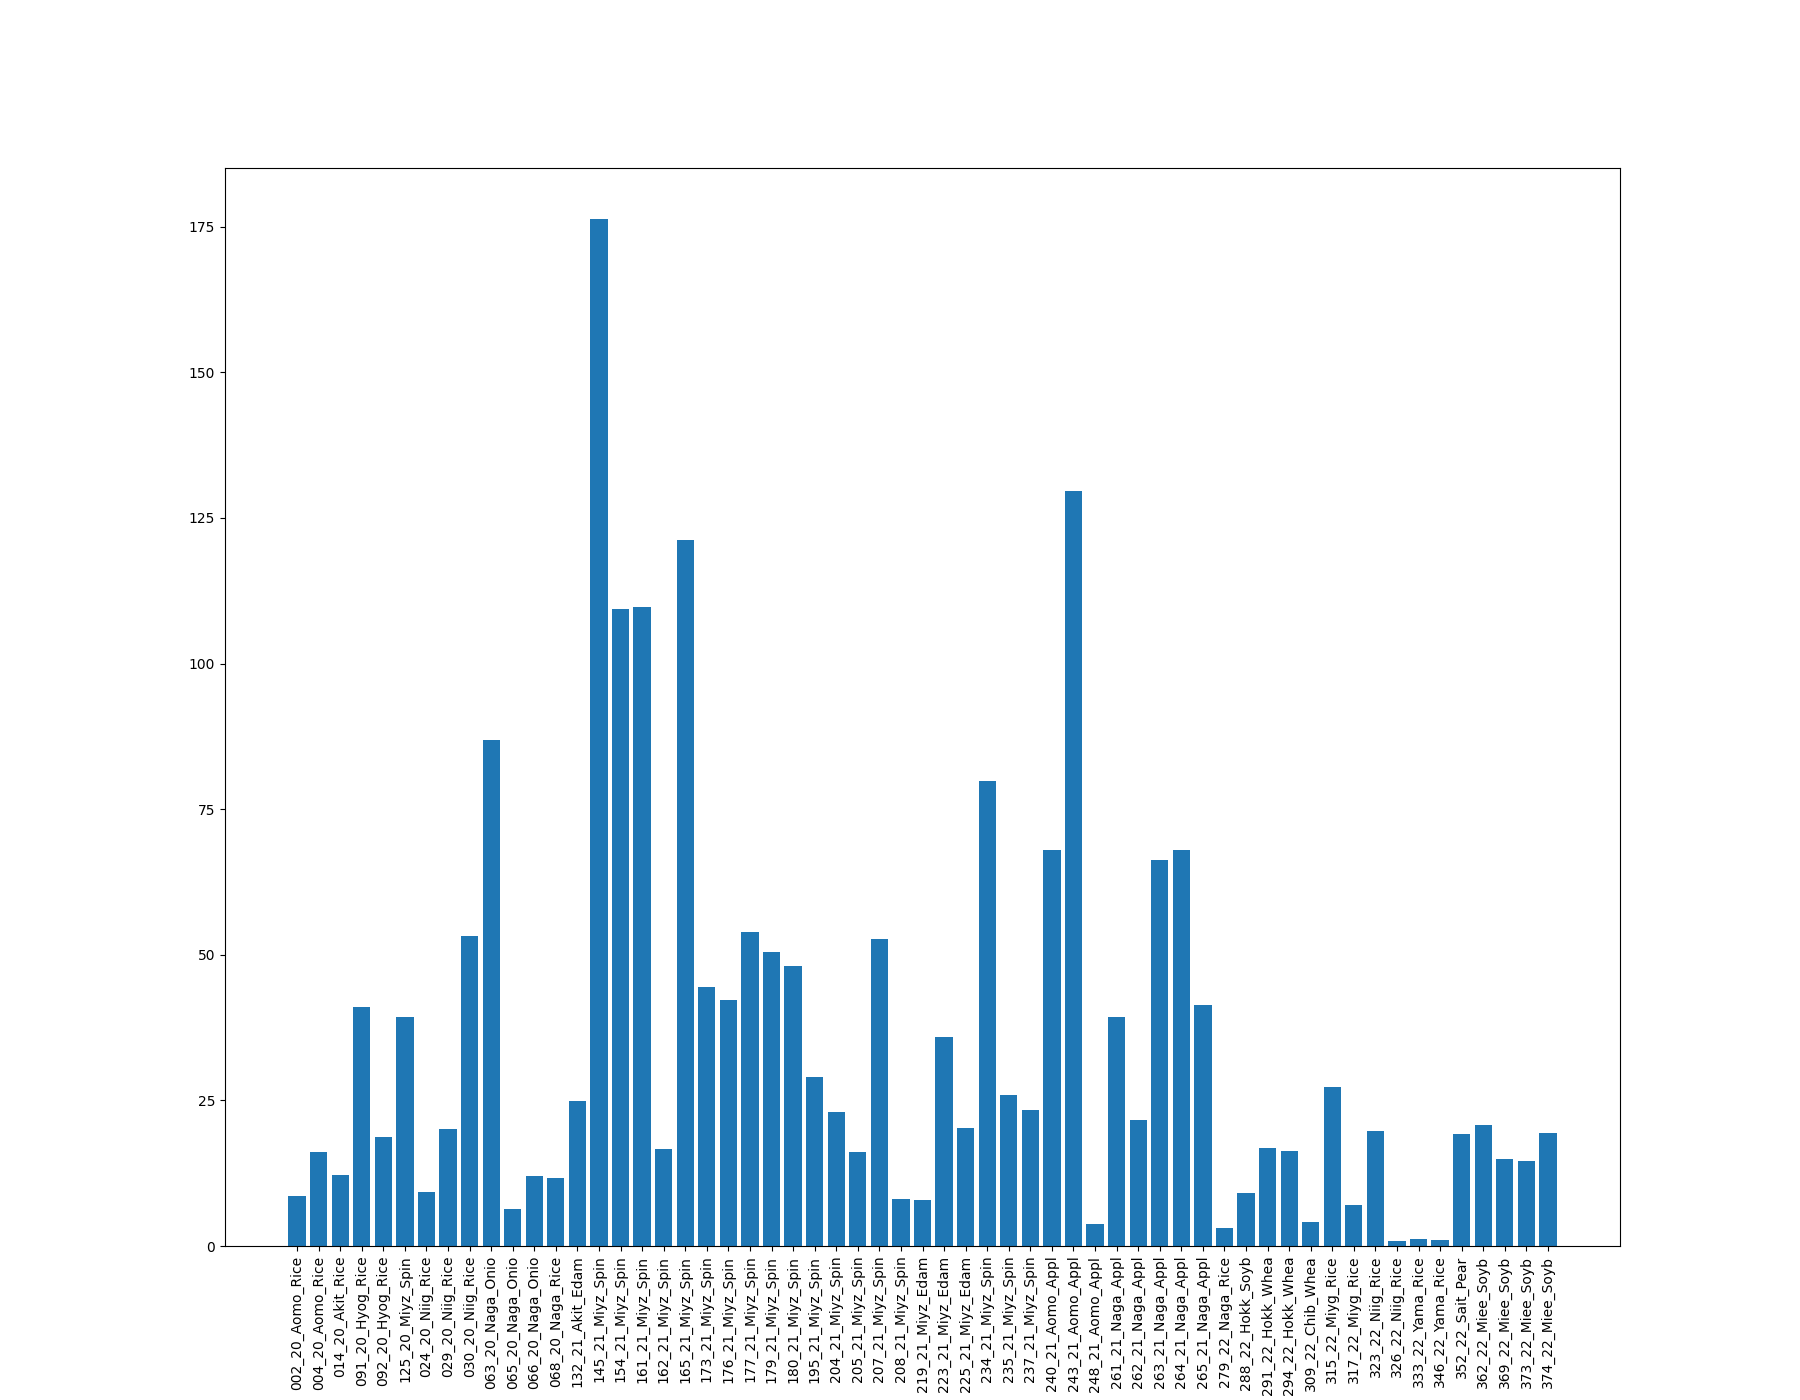 175
150
125
100
75
50
25
0
002_20_Aomo_Rice
004_20_Aomo_Rice
014_20_Akit_Rice
091_20_Hyog_Rice
092_20_Hyog_Rice
125_20_Miyz_Spin
024_20_Niig_Rice
029_20_Niig_Rice
030_20_Niig_Rice
063_20_Naga_Onio
065_20_Naga_Onio
066_20_Naga_Onio
068_20_Naga_Rice
132_21_Akit_Edam
145_21_Miyz_Spin
154_21_Miyz_Spin
161_21_Miyz_Spin
162_21_Miyz_Spin
165_21_Miyz_Spin
173_21_Miyz_Spin
176_21_Miyz_Spin
177_21_Miyz_Spin
179_21_Miyz_Spin
180_21_Miyz_Spin
195_21_Miyz_Spin
204_21_Miyz_Spin
205_21_Miyz_Spin
207_21_Miyz_Spin
208_21_Miyz_Spin
219_21_Miyz_Edam
223_21_Miyz_Edam
225_21_Miyz_Edam
234_21_Miyz_Spin
235_21_Miyz_Spin
237_21_Miyz_Spin
240_21_Aomo_Appl
243_21_Aomo_Appl
248_21_Aomo_Appl
261_21_Naga_Appl
262_21_Naga_Appl
263_21_Naga_Appl
264_21_Naga_Appl
265_21_Naga_Appl
279_22_Naga_Rice
288_22_Hokk_Soyb
291_22_Hokk_Whea
294_22_Hokk_Whea
309_22_Chib_Whea
315_22_Miyg_Rice
317_22_Miyg_Rice
323_22_Niig_Rice
326_22_Niig_Rice
333_22_Yama_Rice
346_22_Yama_Rice
352_22_Sait_Pear
362_22_Miee_Soyb
369_22_Miee_Soyb
373_22_Miee_Soyb
374_22_Miee_Soyb